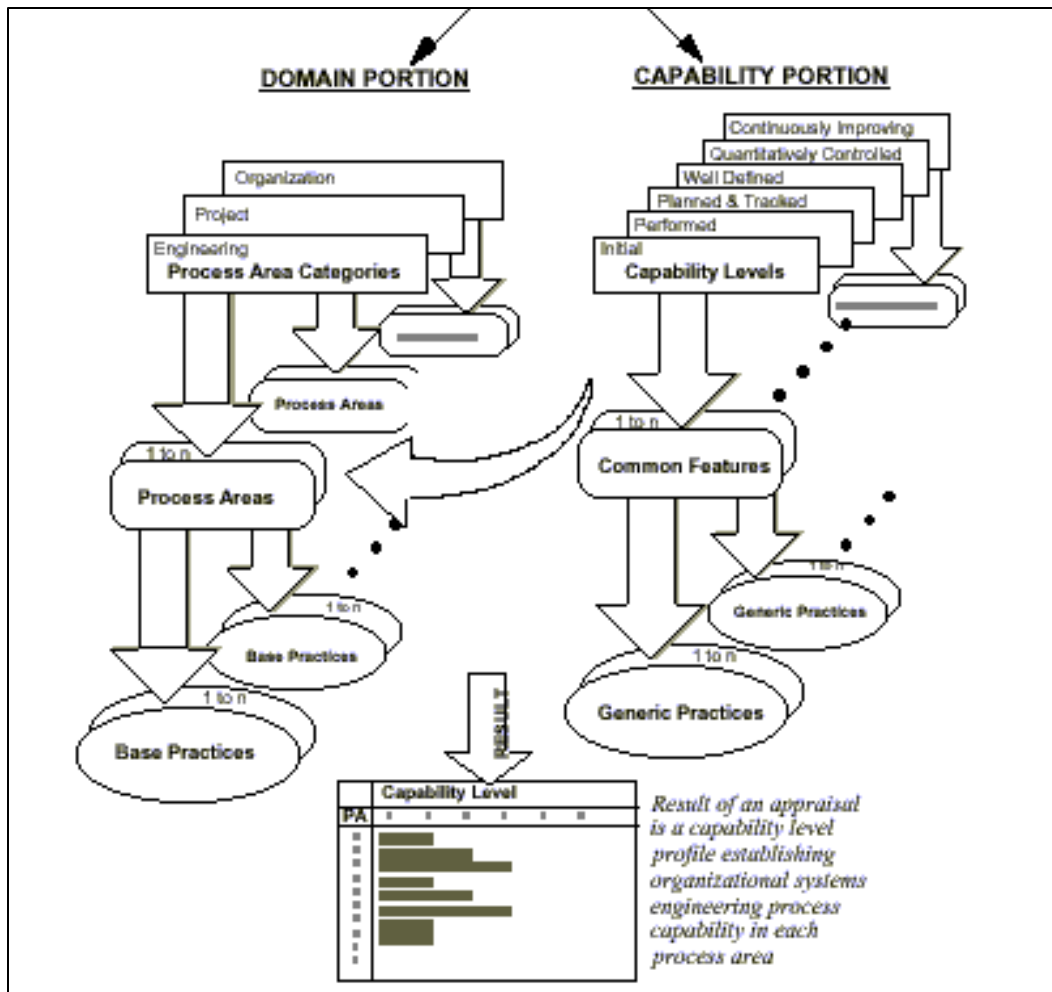 DOMAIN PORTION
CAPABILITY PORTION
Organization
Project
Engineering
Process Area Categories
Process Areas
1 to n
Process Areas
1 to n
Base Practices
1 to n
Base Practices
Continuously Improving
Quantitatively Controlled
Well Defined
Planned & Tracked
Performed
Initial
Capability Levels
1 to n
Common Features
1 to n
Generic Practices
1 to n
Generic Practices
RESULT
Capability Level
PA
Result of an appraisal
is a capability level
profile establishing
organizational systems
engineering process
capability in each
process area